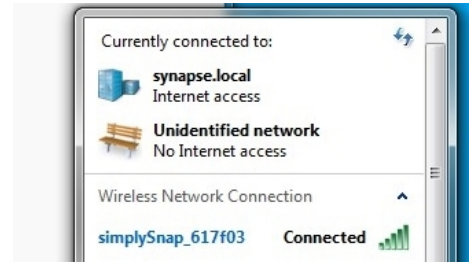 Currently connected to:
synapse.local
Internet access
Unidentified network
No Internet access
Wireless Network Connection
simplySnap_617f03 Connected